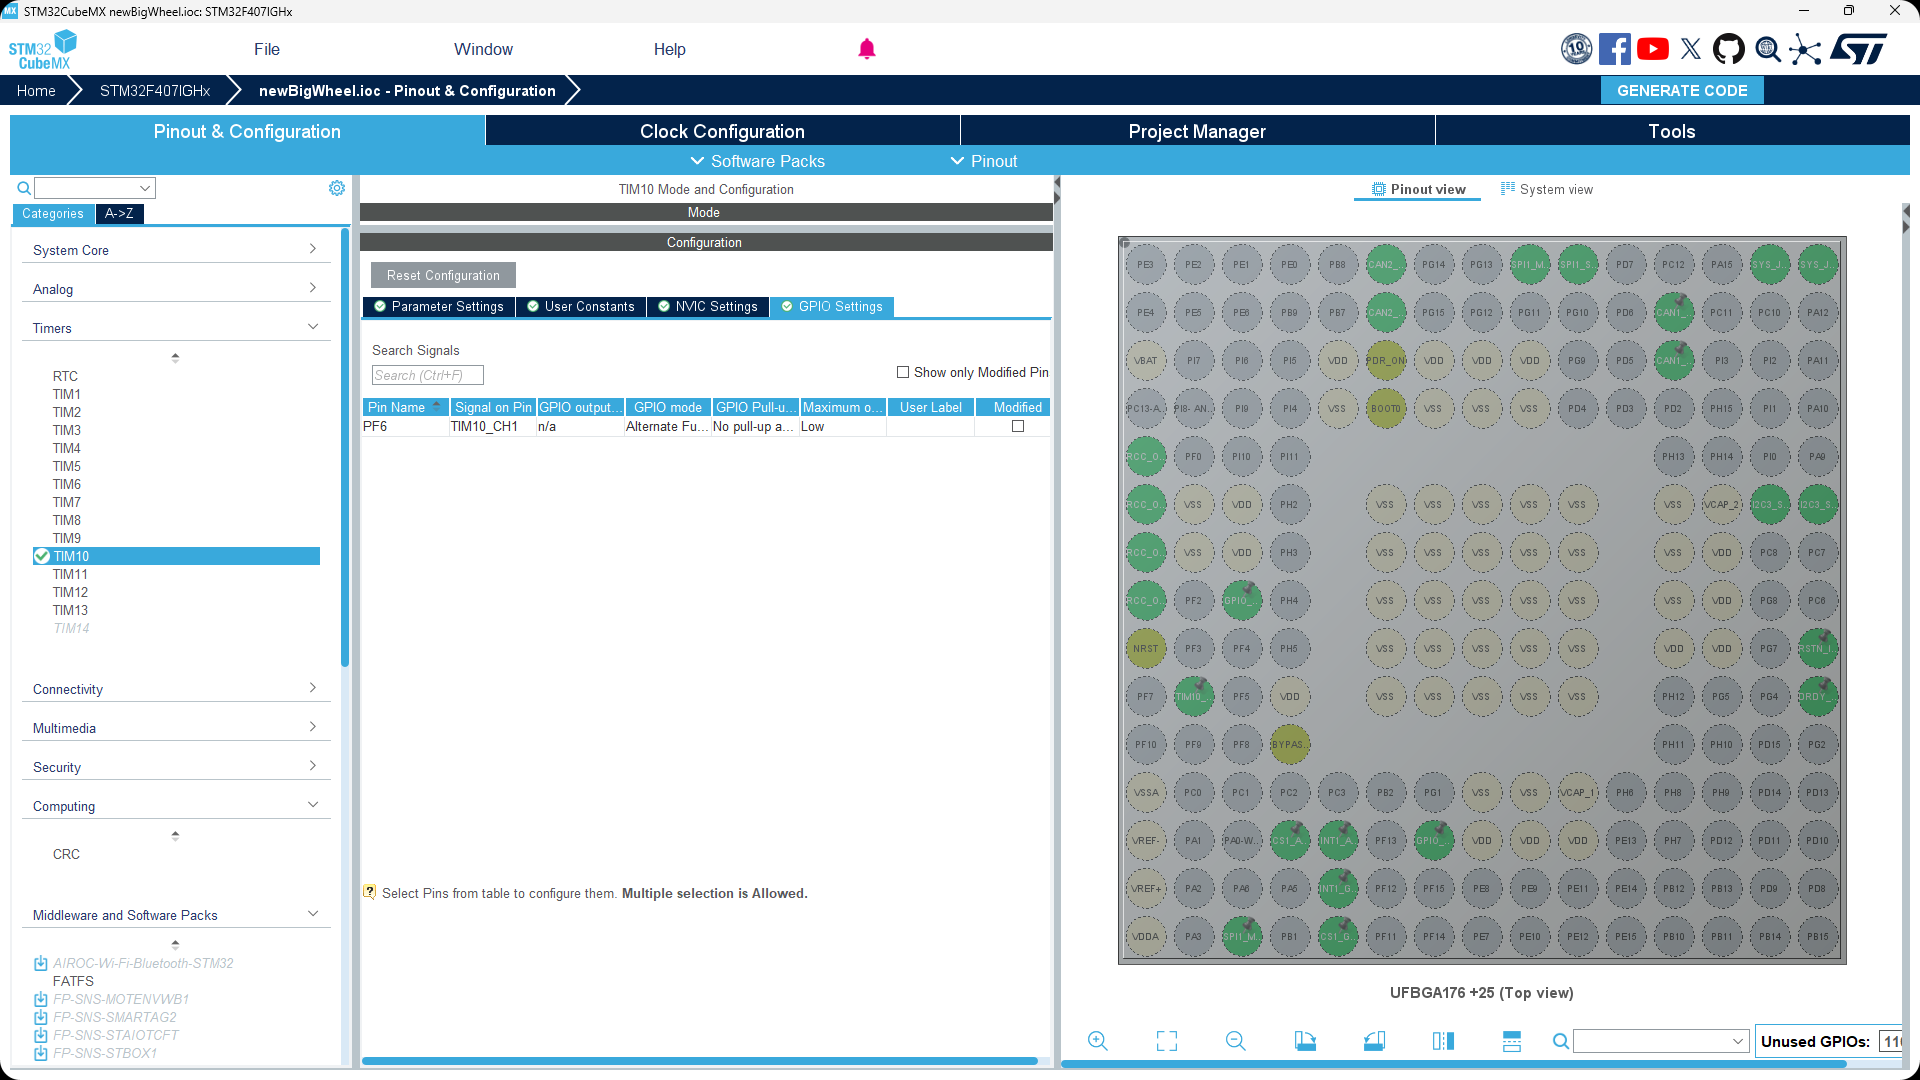 STM32CubeMX newBigWheel.ioc: STM32F407IGHx
STM32
CubeMX
File
Window
Help
10
ST
Home
STM32F407IGHx
newBigWheel.ioc - Pinout & Configuration
GENERATE CODE
Pinout & Configuration
Clock Configuration
Project Manager
Tools
Software Packs
Pinout
Categories
A->Z
System Core
Analog
Timers
RTC
TIM1
TIM2
TIM3
TIM4
TIM5
TIM6
TIM7
TIM8
TIM9
TIM10
TIM11
TIM12
TIM13
TIM14
Connectivity
Multimedia
Security
Computing
CRC
Middleware and Software Packs
AIROC-Wi-Fi-Bluetooth-STM32
FATFS
FP-SNS-MOTENVWB1
FP-SNS-SMARTAG2
FP-SNS-STAIOTCFT
FP-SNS-STBOX1
TIM10 Mode and Configuration
Mode
Configuration
Reset Configuration
Parameter Settings
User Constants
NVIC Settings
GPIO Settings
Search Signals
Search (Ctrl+F)
Show only Modified Pin
Pin Name Signal on Pin GPIO output... GPIO mode GPIO Pull-u... Maximum o... User Label Modified
PF6 TIM10_CH1 n/a Alternate Fu... No pull-up a... Low
Select Pins from table to configure them. Multiple selection is Allowed.
Pinout view
System view
PE3 PE2 PE1 PE0 PB8 CAN2_.. PG14 PG13 SPI1_M.. SPI1_S.. PD7 PC12 PA15 SYS_J.. SYS_J..
PE4 PE5 PE6 PB9 PB7 CAN2_.. PG15 PG12 PG11 PG10 PD6 CAN1_.. PC11 PC10 PA12
VBAT PI7 PI6 PI5 VDD PDR_ON VDD VDD VDD PG9 PD5 CAN1_.. PI3 PI2 PA11
PC13-A.. PI8- AN.. PI9 PI4 VSS BOOT0 VSS VSS VSS PD4 PD3 PD2 PH15 PI1 PA10
RCC_O.. PF0 PI10 PI11 PH13 PH14 PI0 PA9
RCC_O.. VSS VDD PH2 VSS VSS VSS VSS VSS VSS VCAP_2 I2C3_S.. I2C3_S..
RCC_O.. VSS VDD PH3 VSS VSS VSS VSS VSS VSS VDD PC8 PC7
RCC_O.. PF2 GPIO_.. PH4 VSS VSS VSS VSS VSS VSS VDD PG8 PC6
NRST PF3 PF4 PH5 VSS VSS VSS VSS VSS VDD VDD PG7 RSTN_I..
PF7 TIM10_.. PF5 VDD VSS VSS VSS VSS VSS PH12 PG5 PG4 DRDY_..
PF10 PF9 PF8 BYPAS.. PH11 PH10 PD15 PG2
VSSA PC0 PC1 PC2 PC3 PB2 PG1 VSS VSS VCAP_1 PH6 PH8 PH9 PD14 PD13
VREF- PA1 PA0-W.. CS1_A.. INT1_A.. PF13 GPIO_.. VDD VDD VDD PE13 PH7 PD12 PD11 PD10
VREF+ PA2 PA6 PA5 INT1_G.. PF12 PF15 PE8 PE9 PE11 PE14 PB12 PB13 PD9 PD8
VDDA PA3 SPI1_M.. PB1 CS1_G.. PF11 PF14 PE7 PE10 PE12 PE15 PB10 PB11 PB14 PB15
UFBGA176 +25 (Top view)
Unused GPIOs: